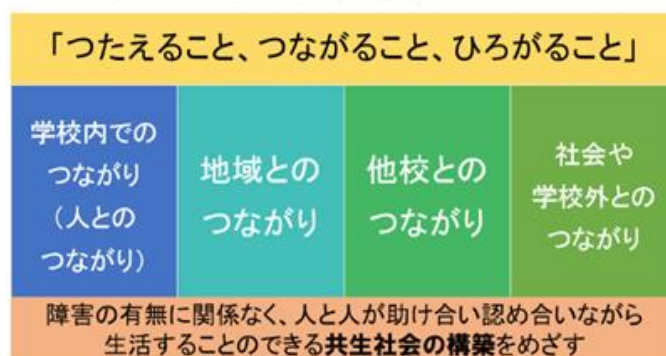 「つたえること、つながること、ひろがること」
学校内での
つながり
（人との
つながり）
地域との
つながり
他校との
つながり
社会や
学校外との
つながり
障害の有無に関係なく、人と人が助け合い認め合いながら
生活することのできる共生社会の構築をめざす